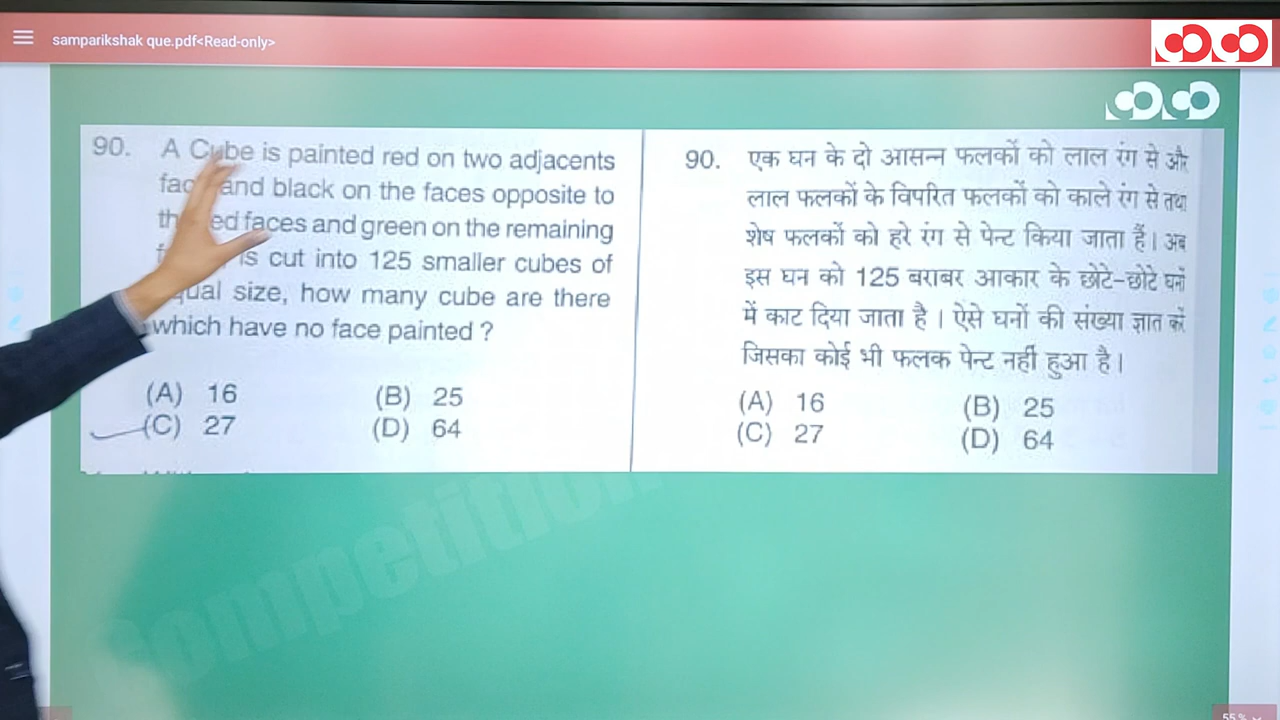 samparikshak que.pdf<Read-only>
90. A Cube is painted red on two adjacents
and black on the faces opposite to
faces and green on the remaining
is cut into 125 smaller cubes of
size, how many cube are there
which have no face painted ?
(A) 16 (B) 25
(C) 27 (D) 64
90. एक घन के दो आसन्न फलकों को लाल रंग से और
लाल फलकों के विपरित फलकों को काले रंग से तथा
शेष फलकों को हरे रंग से पेन्ट किया जाता हैं। अब
इस घन को 125 बराबर आकार के छोटे-छोटे घनों
में काट दिया जाता है । ऐसे घनों की संख्या ज्ञात करें
जिसका कोई भी फलक पेन्ट नहीं हुआ है।
(A) 16 (B) 25
(C) 27 (D) 64
Competition
55%